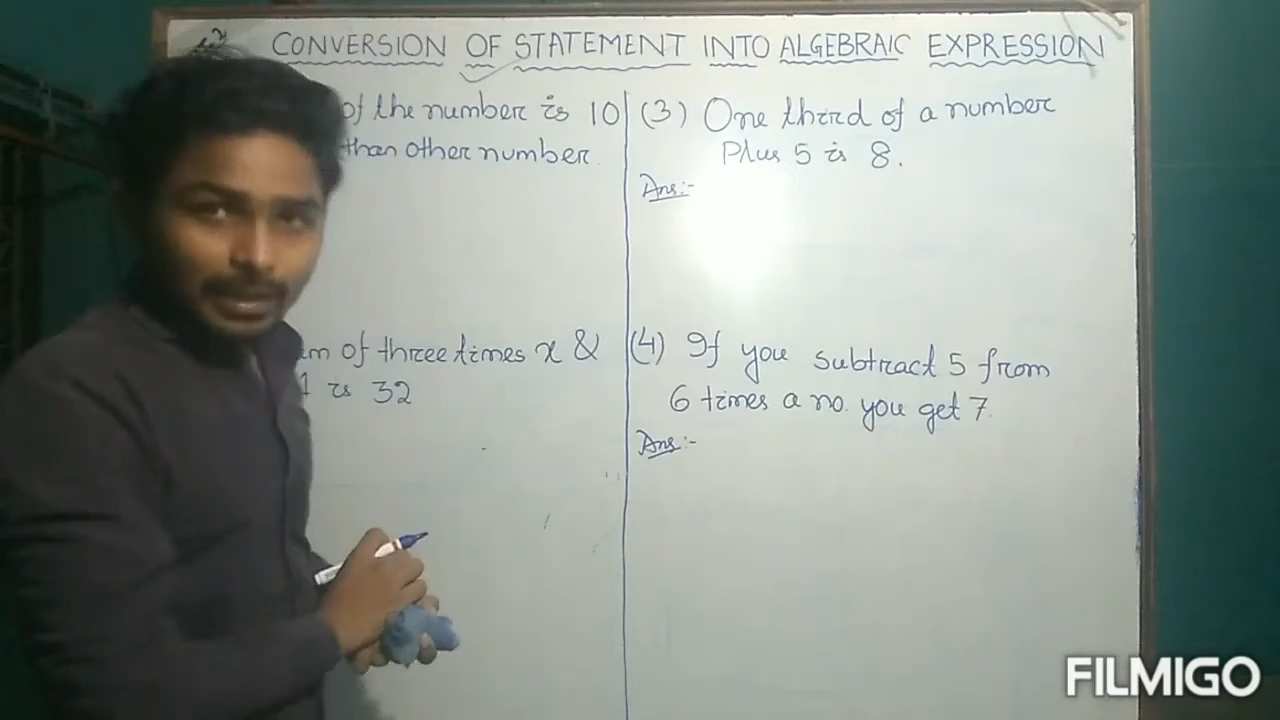 CONVERSION OF STATEMENT INTO ALGEBRAIC EXPRESSION
of the number is 10
than other number
of three times x &
1 is 32
(3) One third of a number
Plus 5 is 8.
Ans:-
(4) If you subtract 5 from
6 times a no. you get 7.
Ans:-
FILMIGO